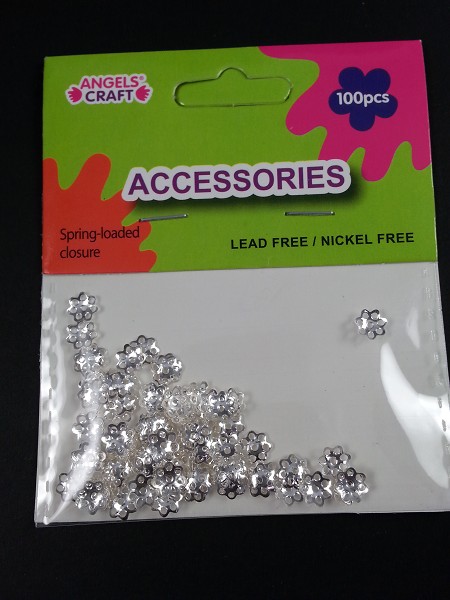 ANGELS®
CRAFT
100pcs
ACCESSORIES
Spring-loaded
closure
LEAD FREE / NICKEL FREE